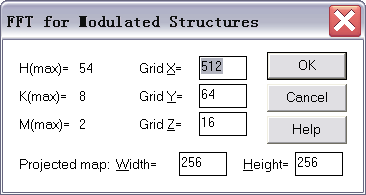 FFT for Modulated Structures
H(max)= 54 Grid X= 512 OK
K(max)= 8 Grid Y= 64 Cancel
M(max)= 2 Grid Z= 16 Help
Projected map: Width= 256 Height= 256